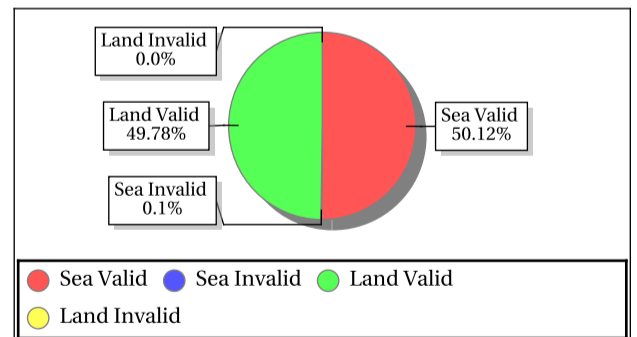 Land Invalid
0.0%
Land Valid
49.78%
Sea Valid
50.12%
Sea Invalid
0.1%
Sea Valid Sea Invalid Land Valid
Land Invalid